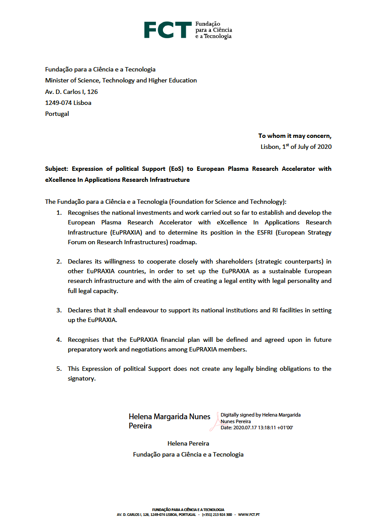 FCT Fundação
para a Ciência
e a Tecnologia
Fundação para a Ciência e a Tecnologia
Minister of Science, Technology and Higher Education
Av. D. Carlos I, 126
1249-074 Lisboa
Portugal
To whom it may concern,
Lisbon, 1st of July of 2020
Subject: Expression of political Support (EoS) to European Plasma Research Accelerator with
eXcellence In Applications Research Infrastructure
The Fundação para a Ciência e a Tecnologia (Foundation for Science and Technology):
1. Recognises the national investments and work carried out so far to establish and develop the
European Plasma Research Accelerator with eXcellence In Applications Research
Infrastructure (EuPRAXIA) and to determine its position in the ESFRI (European Strategy
Forum on Research Infrastructures) roadmap.
2. Declares its willingness to cooperate closely with shareholders (strategic counterparts) in
other EuPRAXIA countries, in order to set up the EuPRAXIA as a sustainable European
research infrastructure and with the aim of creating a legal entity with legal personality and
full legal capacity.
3. Declares that it shall endeavour to support its national institutions and RI facilities in setting
up the EuPRAXIA.
4. Recognises that the EuPRAXIA financial plan will be defined and agreed upon in future
preparatory work and negotiations among EuPRAXIA members.
5. This Expression of political Support does not create any legally binding obligations to the
signatory.
Helena Margarida Nunes
Pereira
Digitally signed by Helena Margarida
Nunes Pereira
Date: 2020.07.17 13:18:11 +01'00'
Helena Pereira
Fundação para a Ciência e a Tecnologia
FUNDAÇÃO PARA A CIÊNCIA E A TECNOLOGIA
AV. D. CARLOS I, 126, 1249-074 LISBOA, PORTUGAL · WWW.FCT.PT